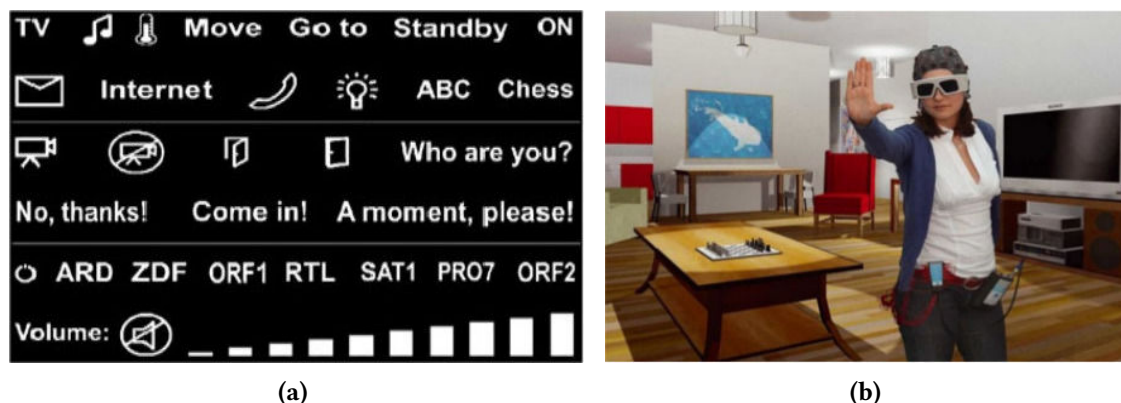 TV Move Go to Standby ON
Internet ABC Chess
Who are you?
No, thanks! Come in! A moment, please!
ARD ZDF ORF1 RTL SAT1 PRO7 ORF2
Volume:
(a)
(b)